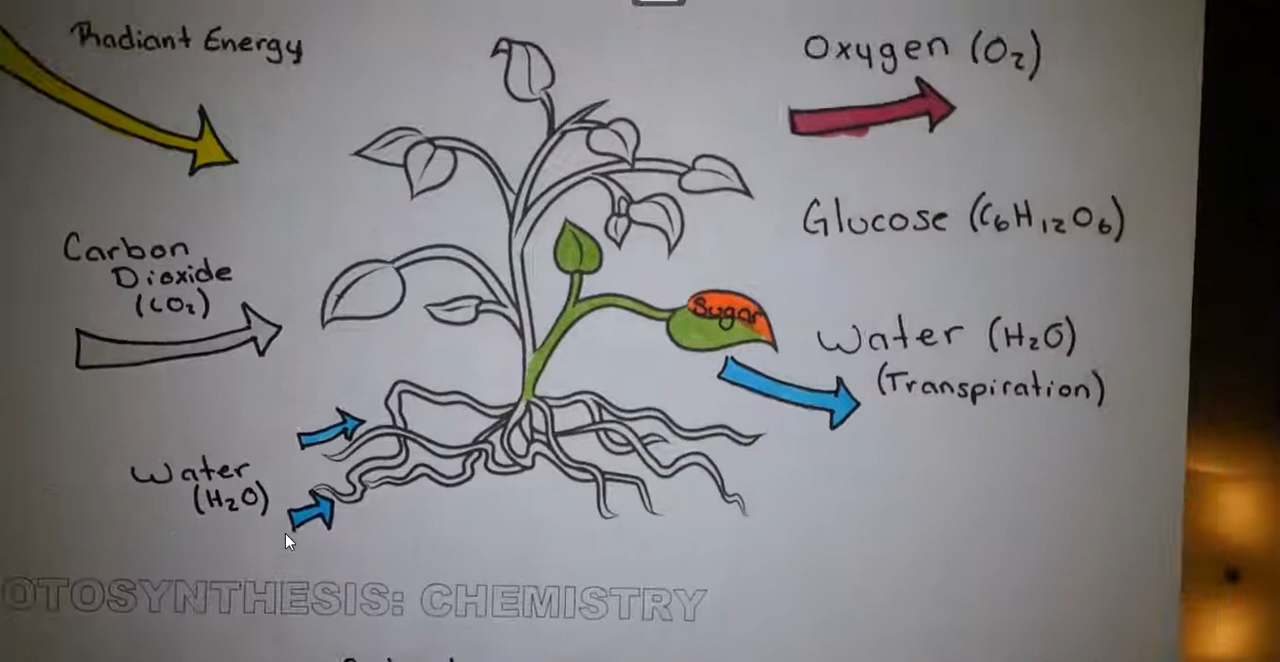 Radiant Energy
Oxygen (O₂)
Carbon
Dioxide
(CO₂)
Glucose (C₆H₁₂O₆)
Sugar
Water (H₂O)
(Transpiration)
Water
(H₂O)
OTOSYNTHESIS: CHEMISTRY